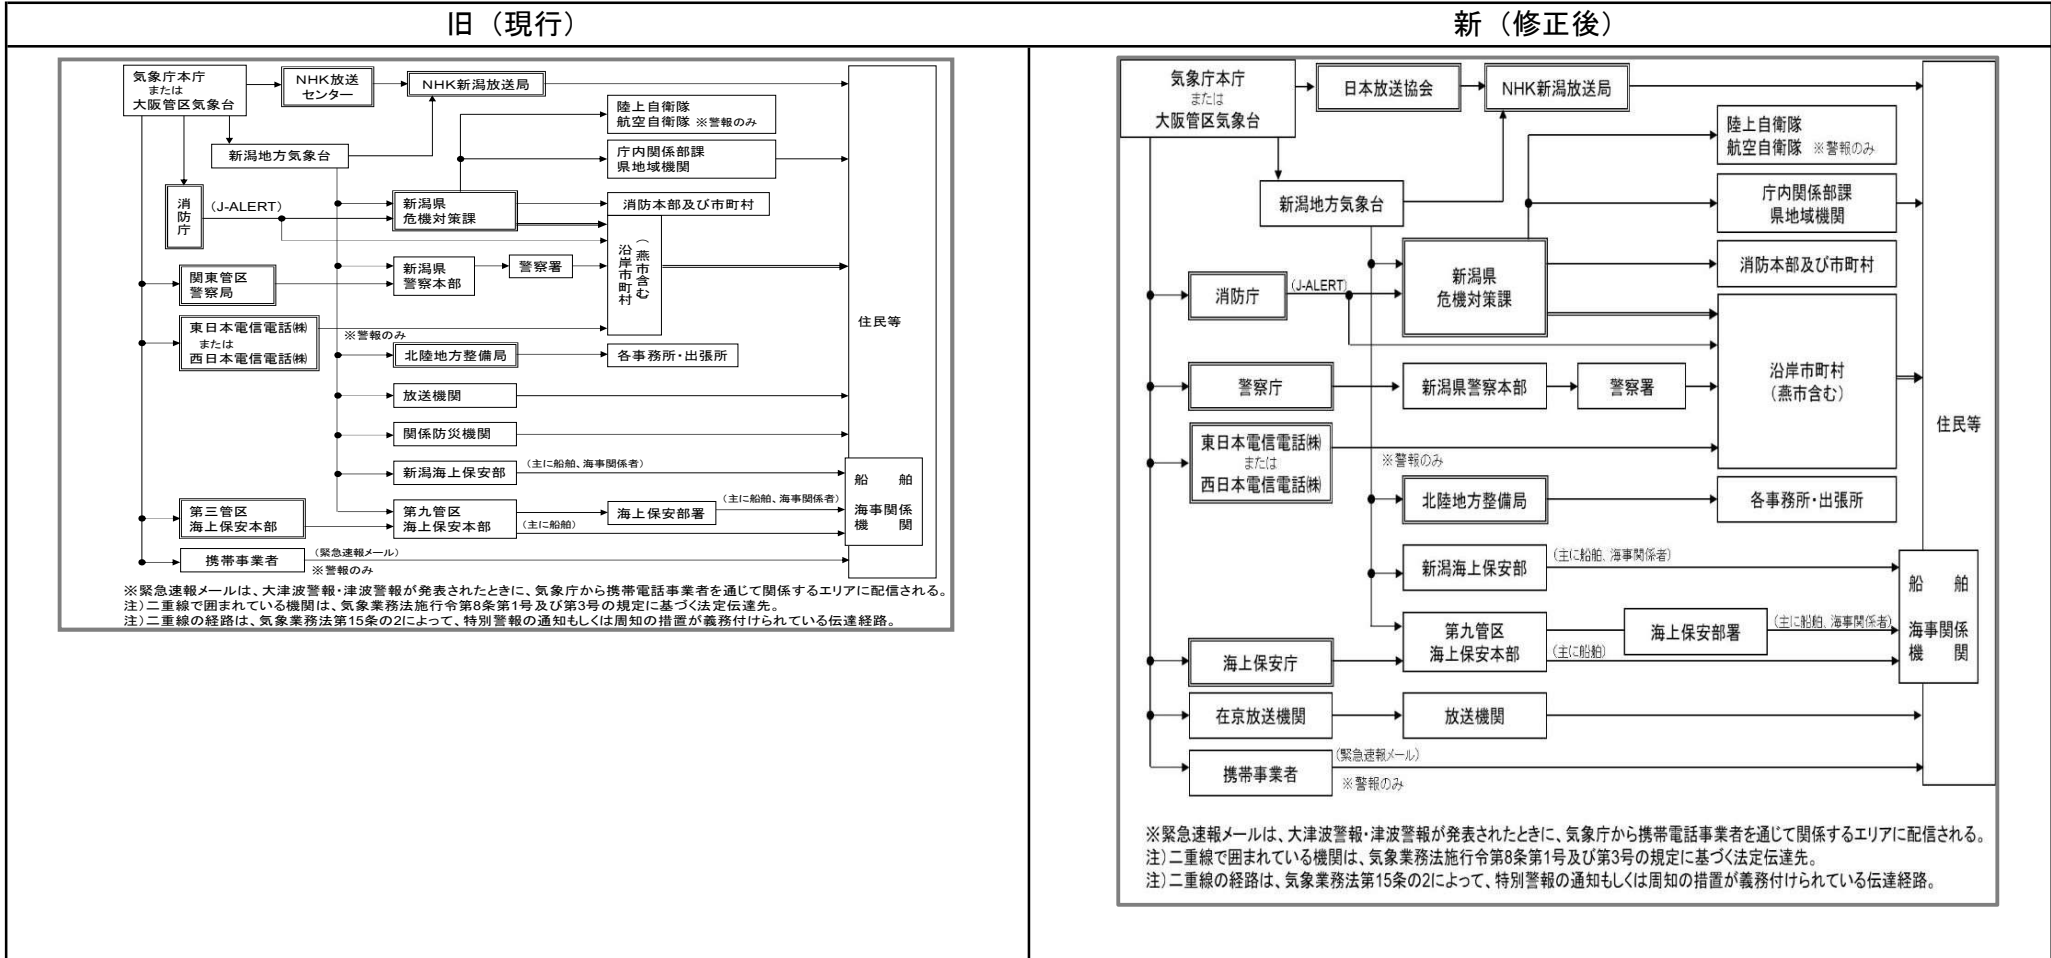 旧（現行）
気象庁本庁
または
大阪管区気象台
NHK放送
センター
NHK新潟放送局
陸上自衛隊
航空自衛隊 ※警報のみ
新潟地方気象台
庁内関係部課
県地域機関
消防庁
(J-ALERT)
新潟県
危機対策課
消防本部及び市町村
沿岸市町村
(燕市含む)
関東管区
警察局
新潟県
警察本部
警察署
東日本電信電話㈱
または
西日本電信電話㈱
※警報のみ
北陸地方整備局
各事務所・出張所
住民等
放送機関
関係防災機関
新潟海上保安部
(主に船舶、海事関係者)
船舶
海事関係
機関
第三管区
海上保安本部
第九管区
海上保安本部
海上保安部署
(主に船舶、海事関係者)
(主に船舶)
携帯事業者
(緊急速報メール)
※警報のみ
※緊急速報メールは、大津波警報・津波警報が発表されたときに、気象庁から携帯電話事業者を通じて関係するエリアに配信される。
注)二重線で囲まれている機関は、気象業務法施行令第8条第1号及び第3号の規定に基づく法定伝達先。
注)二重線の経路は、気象業務法第15条の2によって、特別警報の通知もしくは周知の措置が義務付けられている伝達経路。
新（修正後）
気象庁本庁
または
大阪管区気象台
日本放送協会
NHK新潟放送局
陸上自衛隊
航空自衛隊 ※警報のみ
新潟地方気象台
庁内関係部課
県地域機関
消防庁
(J-ALERT)
新潟県
危機対策課
消防本部及び市町村
沿岸市町村
(燕市含む)
警察庁
新潟県警察本部
警察署
東日本電信電話㈱
または
西日本電信電話㈱
※警報のみ
北陸地方整備局
各事務所・出張所
住民等
新潟海上保安部
(主に船舶、海事関係者)
船舶
海事関係
機関
海上保安庁
第九管区
海上保安本部
海上保安部署
(主に船舶、海事関係者)
(主に船舶)
在京放送機関
放送機関
携帯事業者
(緊急速報メール)
※警報のみ
※緊急速報メールは、大津波警報・津波警報が発表されたときに、気象庁から携帯電話事業者を通じて関係するエリアに配信される。
注)二重線で囲まれている機関は、気象業務法施行令第8条第1号及び第3号の規定に基づく法定伝達先。
注)二重線の経路は、気象業務法第15条の2によって、特別警報の通知もしくは周知の措置が義務付けられている伝達経路。